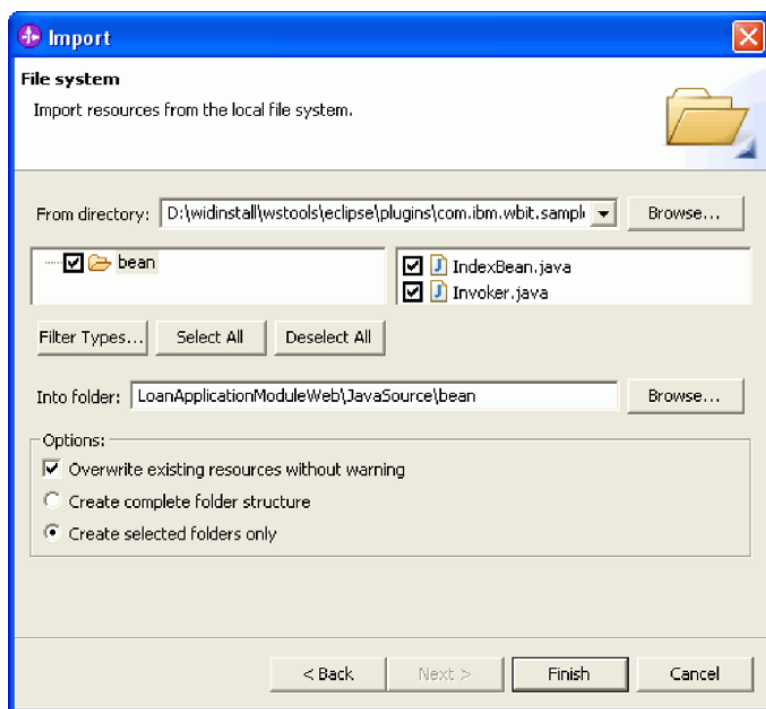 Import
File system
Import resources from the local file system.
From directory: D:\widinstall\wstools\eclipse\plugins\com.ibm.wbit.sampl Browse...
bean
IndexBean.java
Invoker.java
Filter Types... Select All Deselect All
Into folder: LoanApplicationModuleWeb\JavaSource\bean Browse...
Options:
Overwrite existing resources without warning
Create complete folder structure
Create selected folders only
< Back Next > Finish Cancel